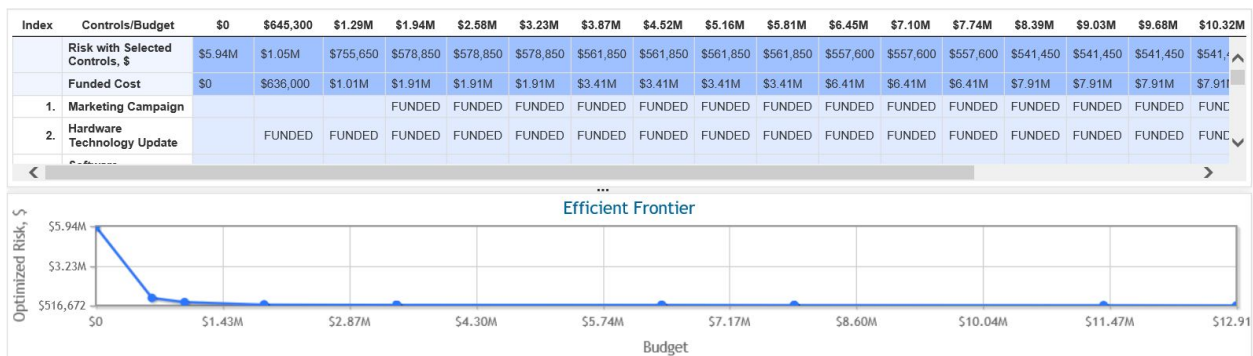 Index Controls/Budget $0 $645,300 $1.29M $1.94M $2.58M $3.23M $3.87M $4.52M $5.16M $5.81M $6.45M $7.10M $7.74M $8.39M $9.03M $9.68M $10.32M
Risk with Selected
Controls, $ $5.94M $1.05M $755,650 $578,850 $578,850 $578,850 $561,850 $561,850 $561,850 $561,850 $557,600 $557,600 $557,600 $541,450 $541,450 $541,450 $541,4
Funded Cost $0 $636,000 $1.01M $1.91M $1.91M $1.91M $3.41M $3.41M $3.41M $3.41M $6.41M $6.41M $6.41M $7.91M $7.91M $7.91M $7.91
1. Marketing Campaign FUNDED FUNDED FUNDED FUNDED FUNDED FUNDED FUNDED FUNDED FUNDED FUNDED FUNDED FUNDED FUNDED FUND
2. Hardware
Technology Update FUNDED FUNDED FUNDED FUNDED FUNDED FUNDED FUNDED FUNDED FUNDED FUNDED FUNDED FUNDED FUNDED FUNDED FUNDED FUND
Efficient Frontier
Optimized Risk, $
$5.94M
$3.23M
$516,672
$0 $1.43M $2.87M $4.30M $5.74M $7.17M $8.60M $10.04M $11.47M $12.91
Budget